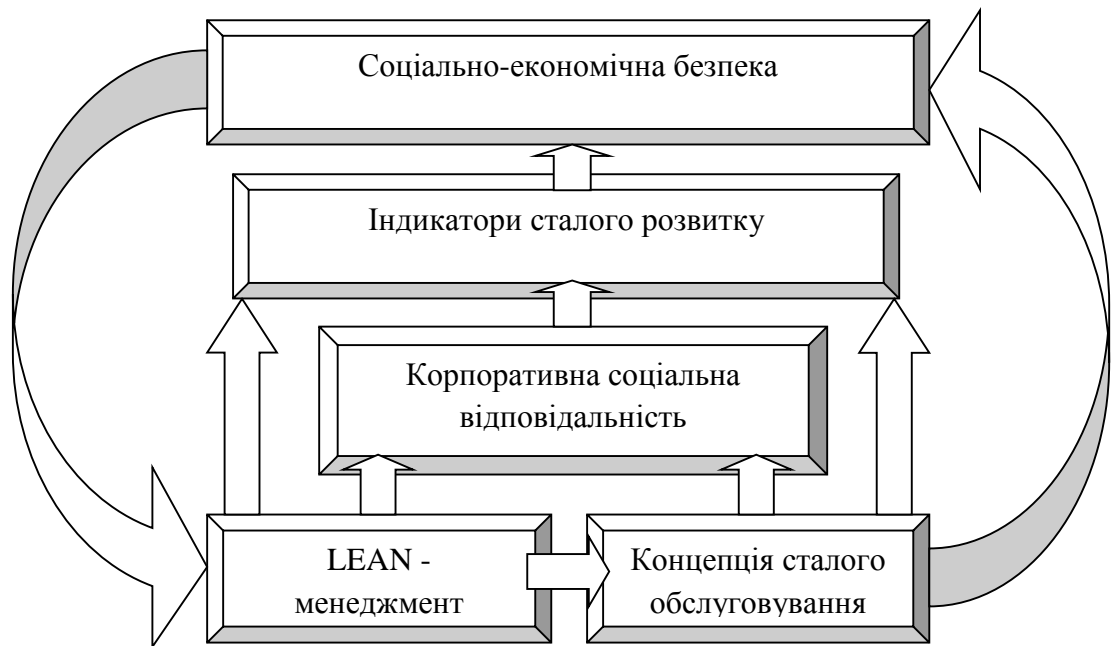 Соціально-економічна безпека
Індикатори сталого розвитку
Корпоративна соціальна
відповідальність
LEAN -
менеджмент
Концепція сталого
обслуговування